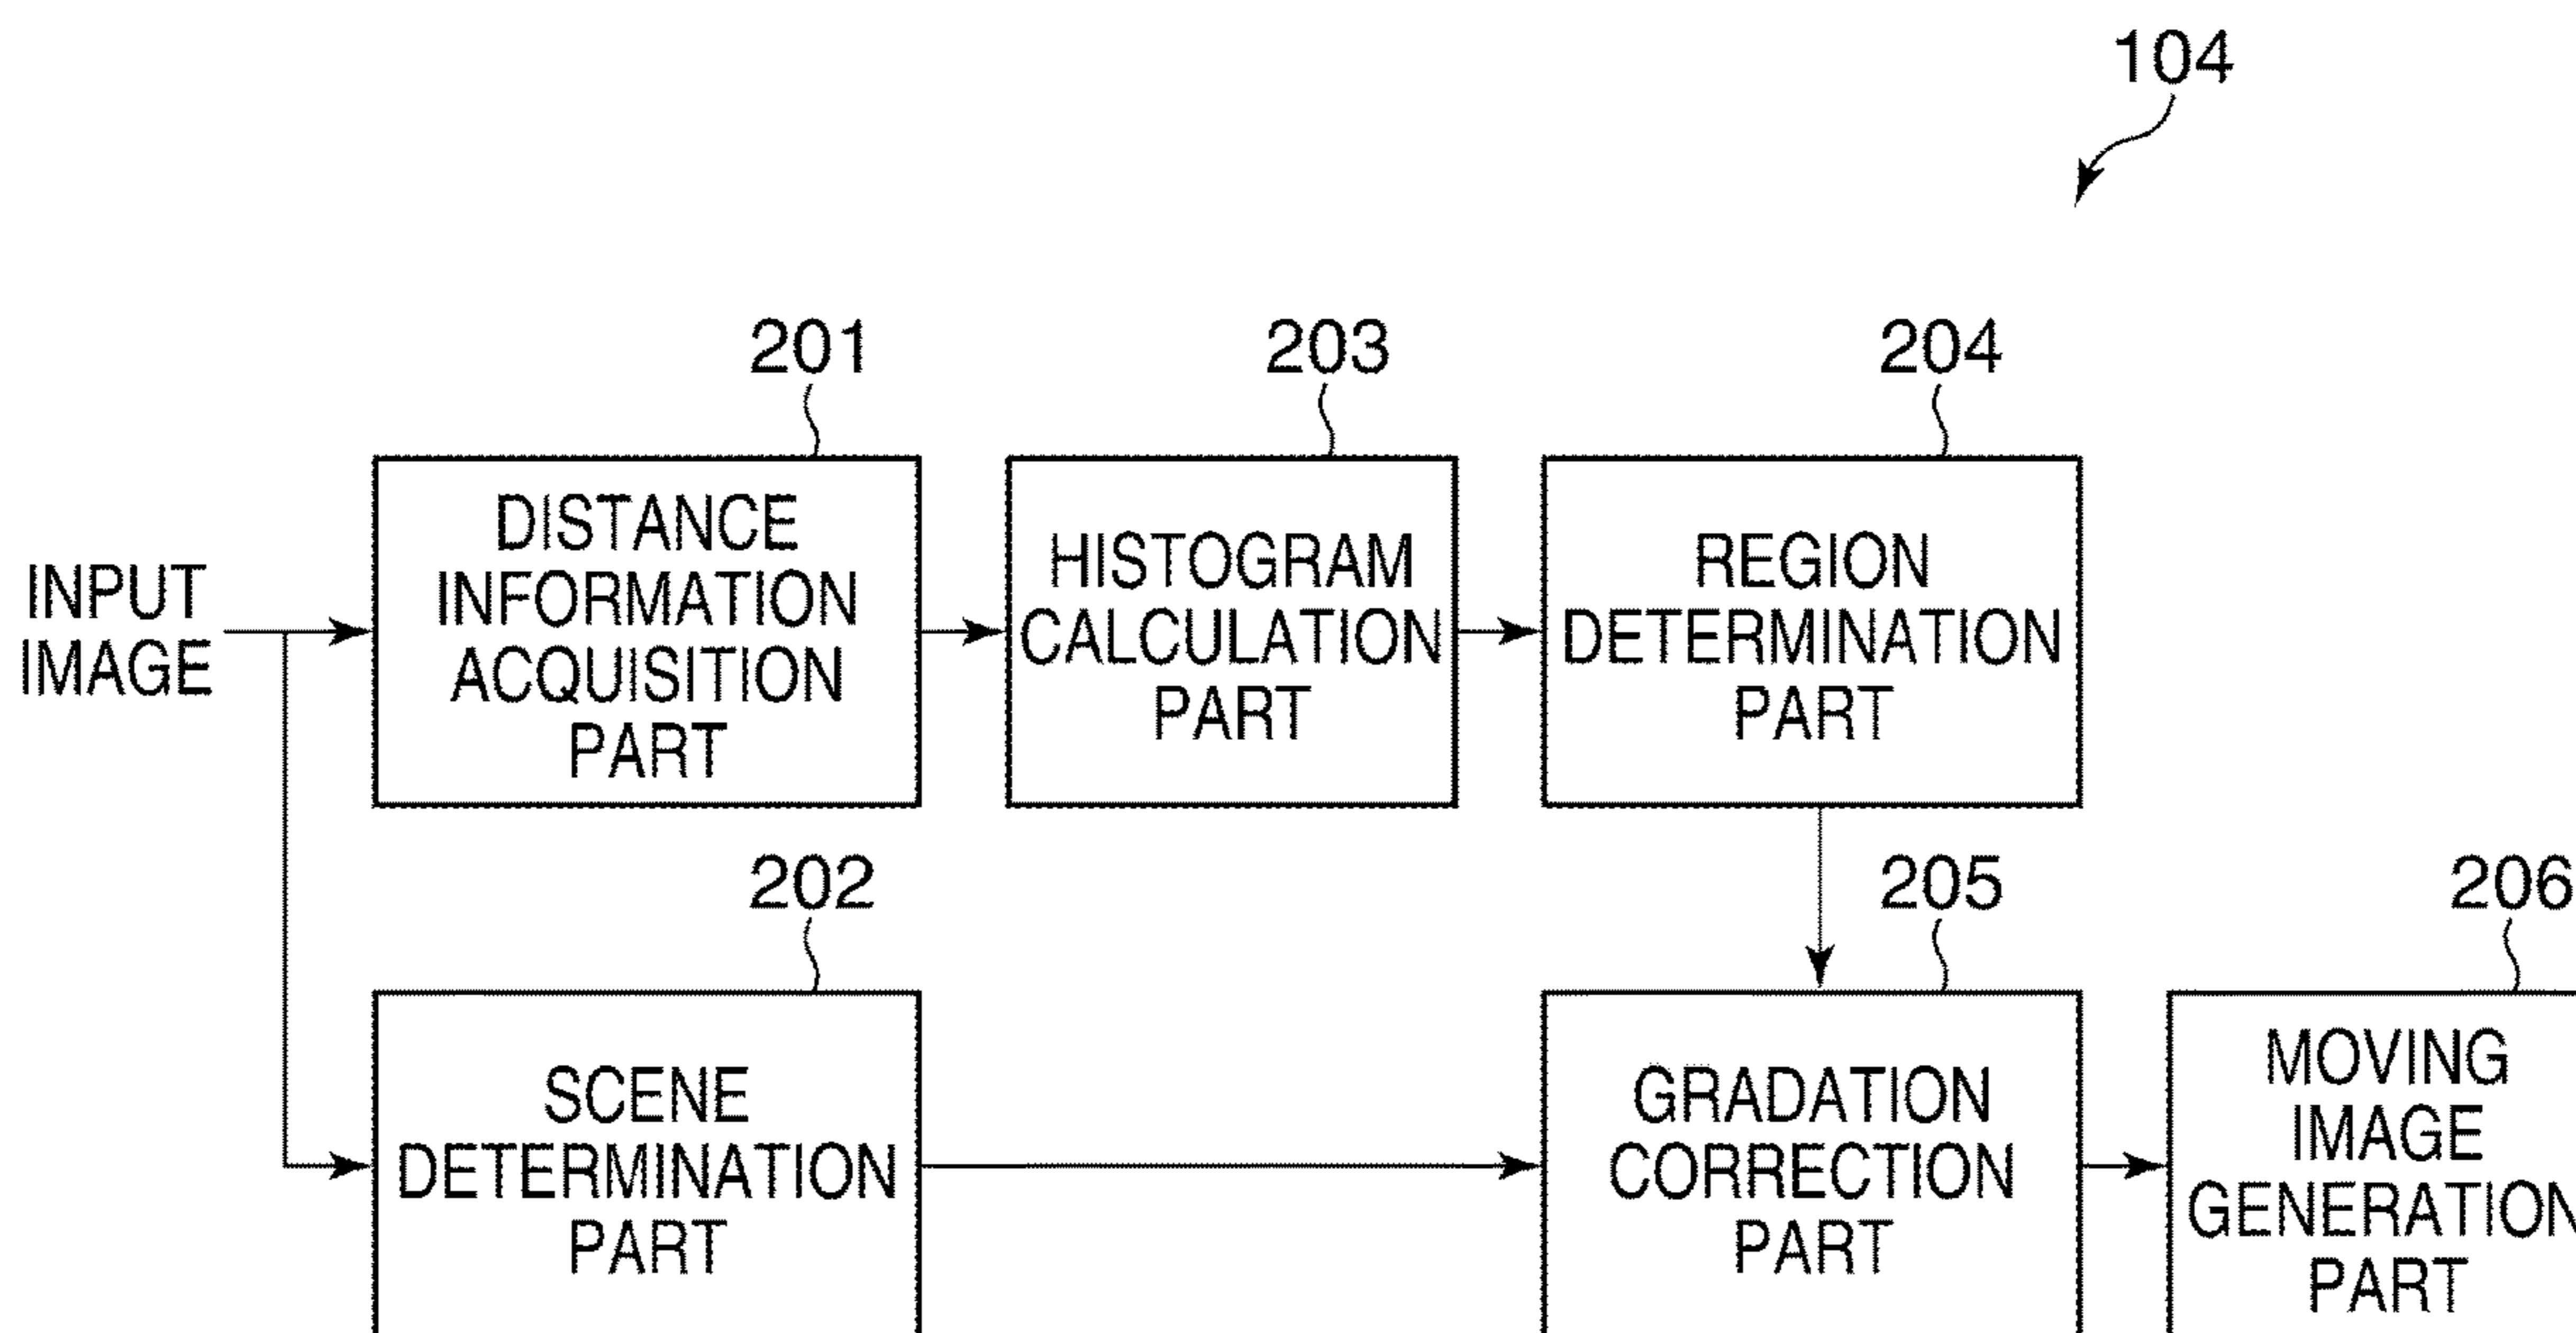 104
201
203
204
INPUT
IMAGE
DISTANCE
INFORMATION
ACQUISITION
PART
HISTOGRAM
CALCULATION
PART
REGION
DETERMINATION
PART
202
205
206
SCENE
DETERMINATION
PART
GRADATION
CORRECTION
PART
MOVING
IMAGE
GENERATION
PART